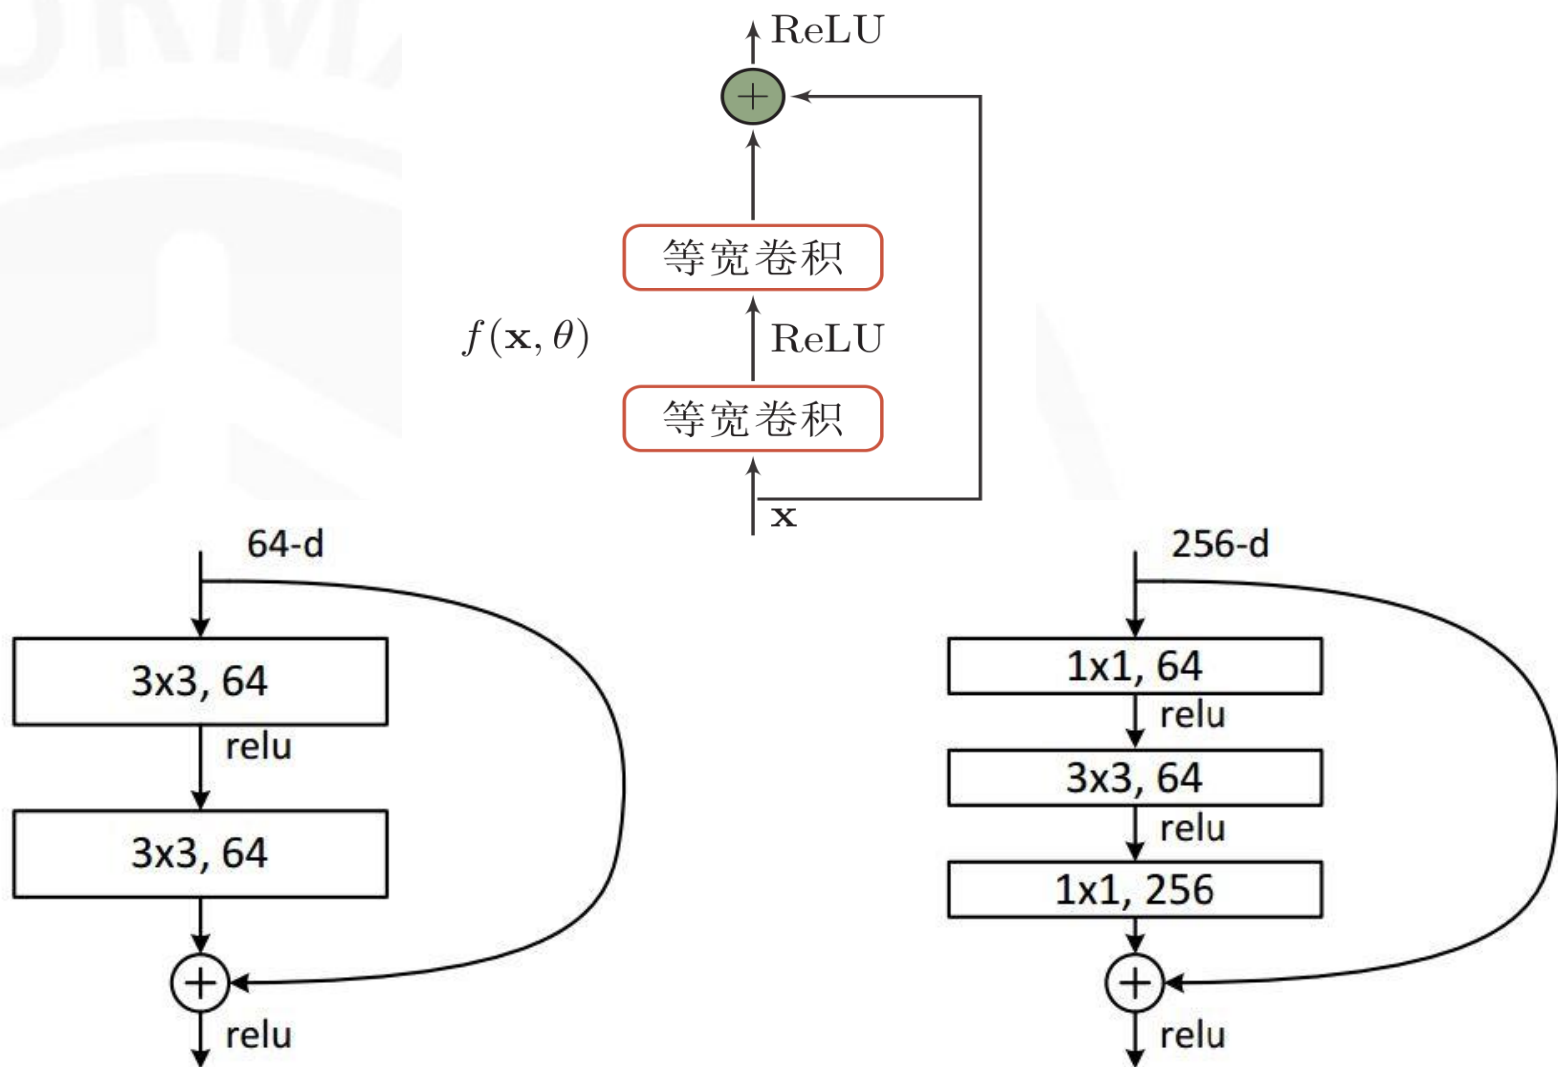 ReLU
+
等宽卷积
f(x, θ)
ReLU
等宽卷积
x
64-d
3x3, 64
relu
3x3, 64
+
relu
256-d
1x1, 64
relu
3x3, 64
relu
1x1, 256
+
relu